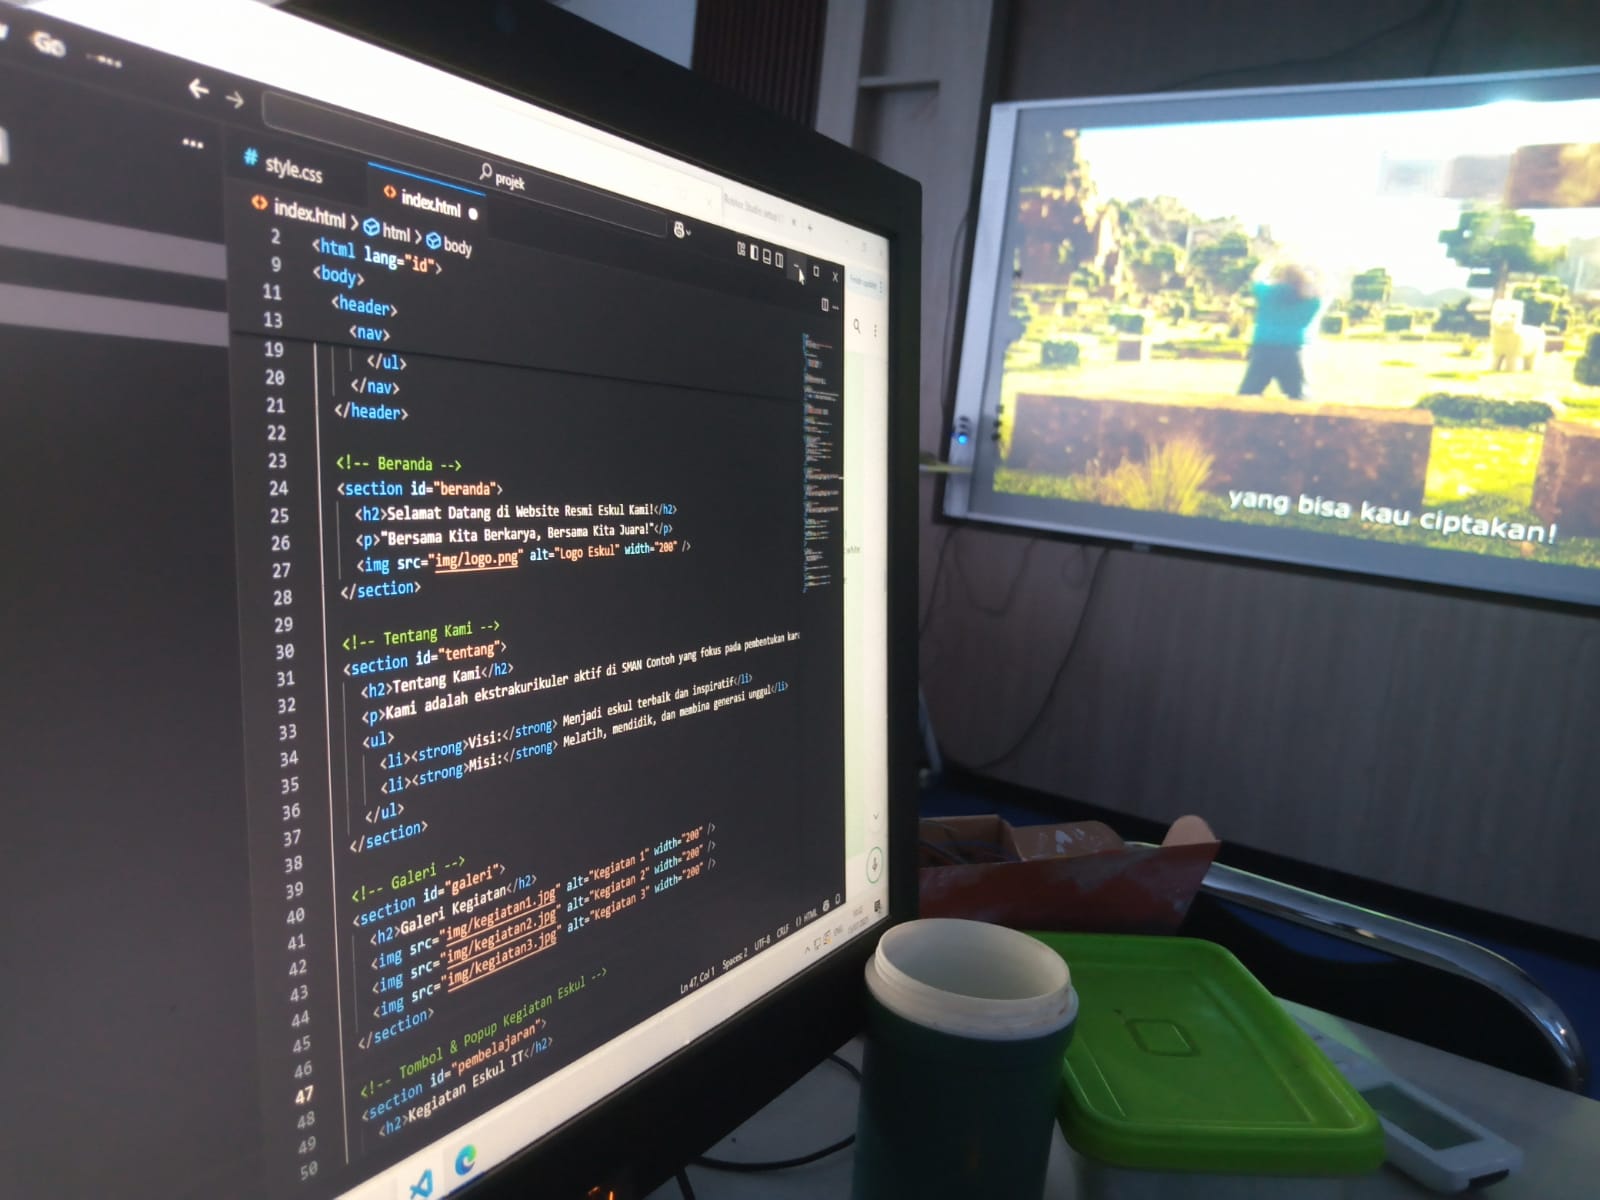 Go
projek
# style.css
index.html
index.html > html > body
2 <html lang="id">
9 <body>
11 <header>
13 <nav>
19 </ul>
20 </nav>
21 </header>
22
23 <!-- Beranda -->
24 <section id="beranda">
25 <h2>Selamat Datang di Website Resmi Eskul Kami!</h2>
26 <p>"Bersama Kita Berkarya, Bersama Kita Juara!"</p>
27 <img src="img/logo.png" alt="Logo Eskul" width="200" />
28 </section>
29
30 <!-- Tentang Kami -->
31 <section id="tentang">
32 <h2>Tentang Kami</h2>
33 <p>Kami adalah ekstrakurikuler aktif di SMAN Contoh yang fokus pada pembentukan kar
34 <ul>
35 <li><strong>Visi:</strong> Menjadi eskul terbaik dan inspiratif</li>
36 <li><strong>Misi:</strong> Melatih, mendidik, dan membina generasi unggul</li>
37 </ul>
38 </section>
39
40 <!-- Galeri -->
41 <section id="galeri">
42 <h2>Galeri Kegiatan</h2>
43 <img src="img/kegiatan1.jpg" alt="Kegiatan 1" width="200" />
44 <img src="img/kegiatan2.jpg" alt="Kegiatan 2" width="200" />
45 <img src="img/kegiatan3.jpg" alt="Kegiatan 3" width="200" />
46 </section>
47
48 <!-- Tombol & Popup Kegiatan Eskul -->
49 <section id="pembelajaran">
50 <h2>Kegiatan Eskul IT</h2>
Ln 47, Col 1 Spaces: 2 UTF-8 CRLF {} HTML
yang bisa kau ciptakan!